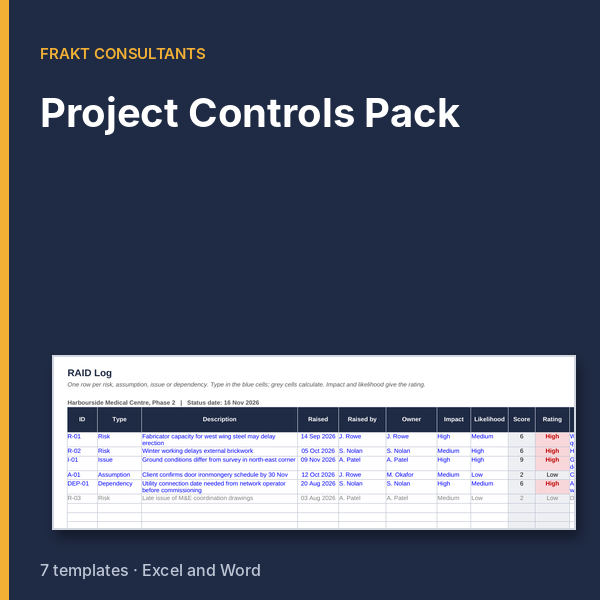 FRAKT CONSULTANTS
Project Controls Pack
RAID Log
One row per risk, assumption, issue or dependency. Type in the blue cells; grey cells calculate. Impact and likelihood give the rating.
Harbourside Medical Centre, Phase 2 | Status date: 16 Nov 2026
ID Type Description Raised Raised by Owner Impact Likelihood Score Rating
R-01 Risk Fabricator capacity for west wing steel may delay erection 14 Sep 2026 J. Rowe J. Rowe High Medium 6 High
R-02 Risk Winter working delays external brickwork 05 Oct 2026 S. Nolan S. Nolan Medium High 6 High
I-01 Issue Ground conditions differ from survey in north-east corner 09 Nov 2026 A. Patel A. Patel High High 9 High
A-01 Assumption Client confirms door ironmongery schedule by 30 Nov 12 Oct 2026 J. Rowe M. Okafor Medium Low 2 Low
DEP-01 Dependency Utility connection date needed from network operator before commissioning 20 Aug 2026 S. Nolan S. Nolan High Medium 6 High
R-03 Risk Late issue of M&E coordination drawings 03 Aug 2026 A. Patel A. Patel Medium Low 2 Low
7 templates · Excel and Word